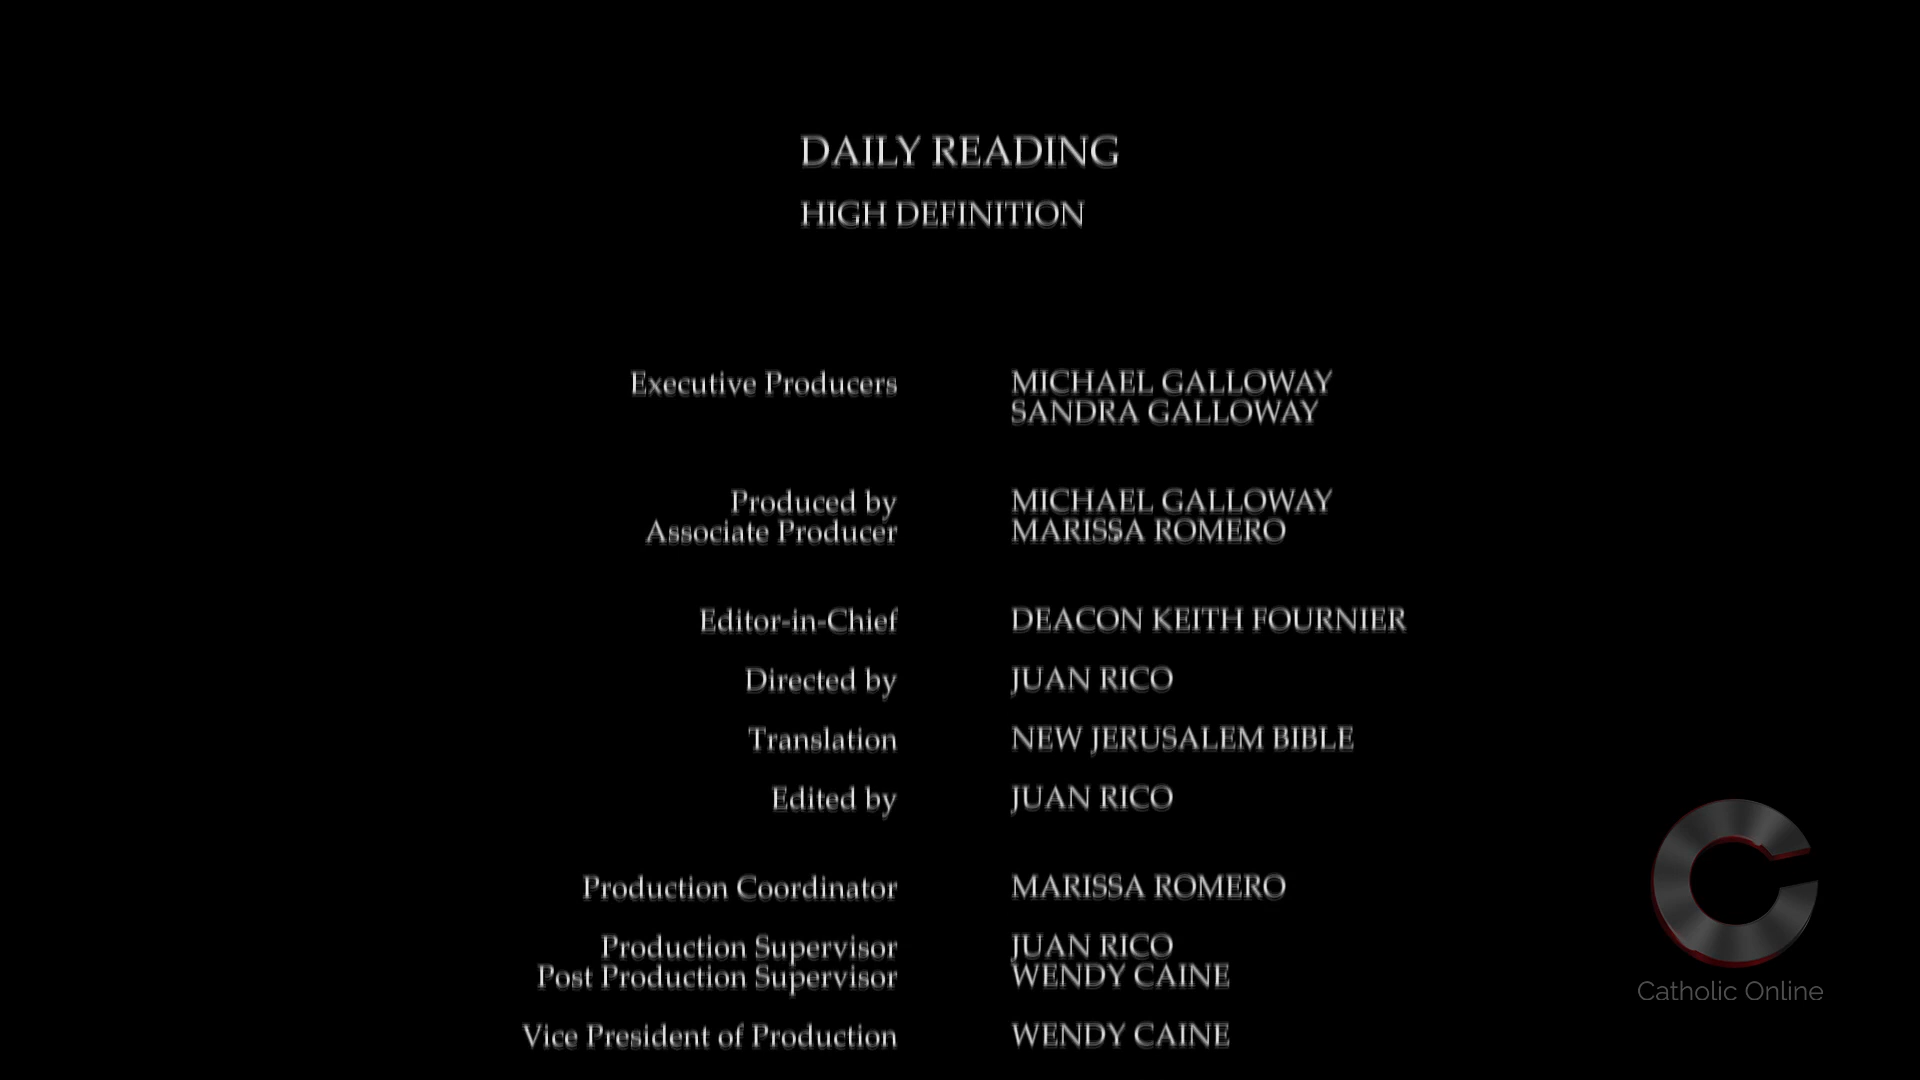 DAILY READING
HIGH DEFINITION
Executive Producers MICHAEL GALLOWAY
SANDRA GALLOWAY
Produced by MICHAEL GALLOWAY
Associate Producer MARISSA ROMERO
Editor-in-Chief DEACON KEITH FOURNIER
Directed by JUAN RICO
Translation NEW JERUSALEM BIBLE
Edited by JUAN RICO
Production Coordinator MARISSA ROMERO
Production Supervisor JUAN RICO
Post Production Supervisor WENDY CAINE
Vice President of Production WENDY CAINE
Catholic Online